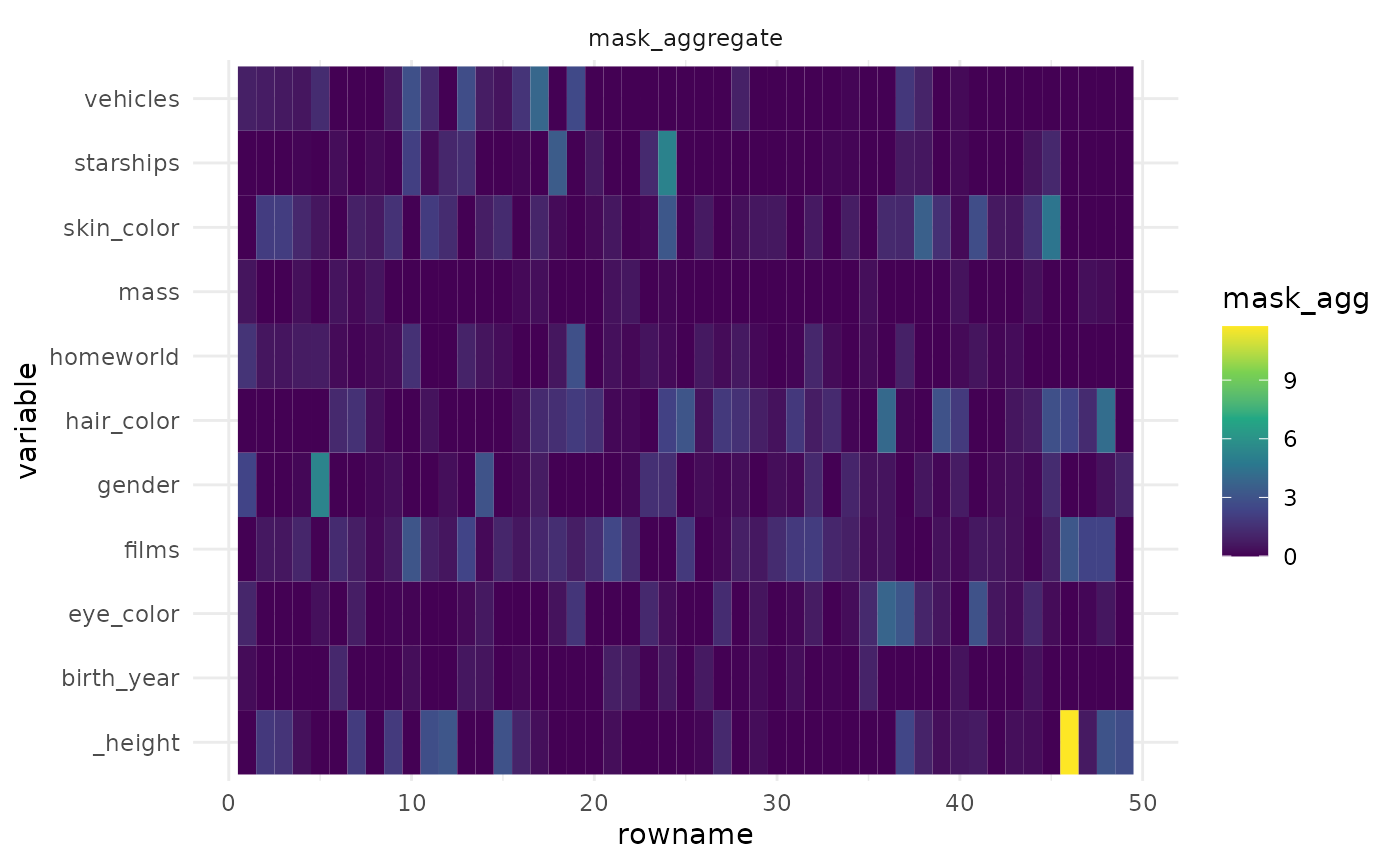 mask_aggregate
variable
vehicles
starships
skin_color
mass
homeworld
hair_color
gender
films
eye_color
birth_year
_height
0 10 20 30 40 50
rowname
mask_agg
9
6
3
0